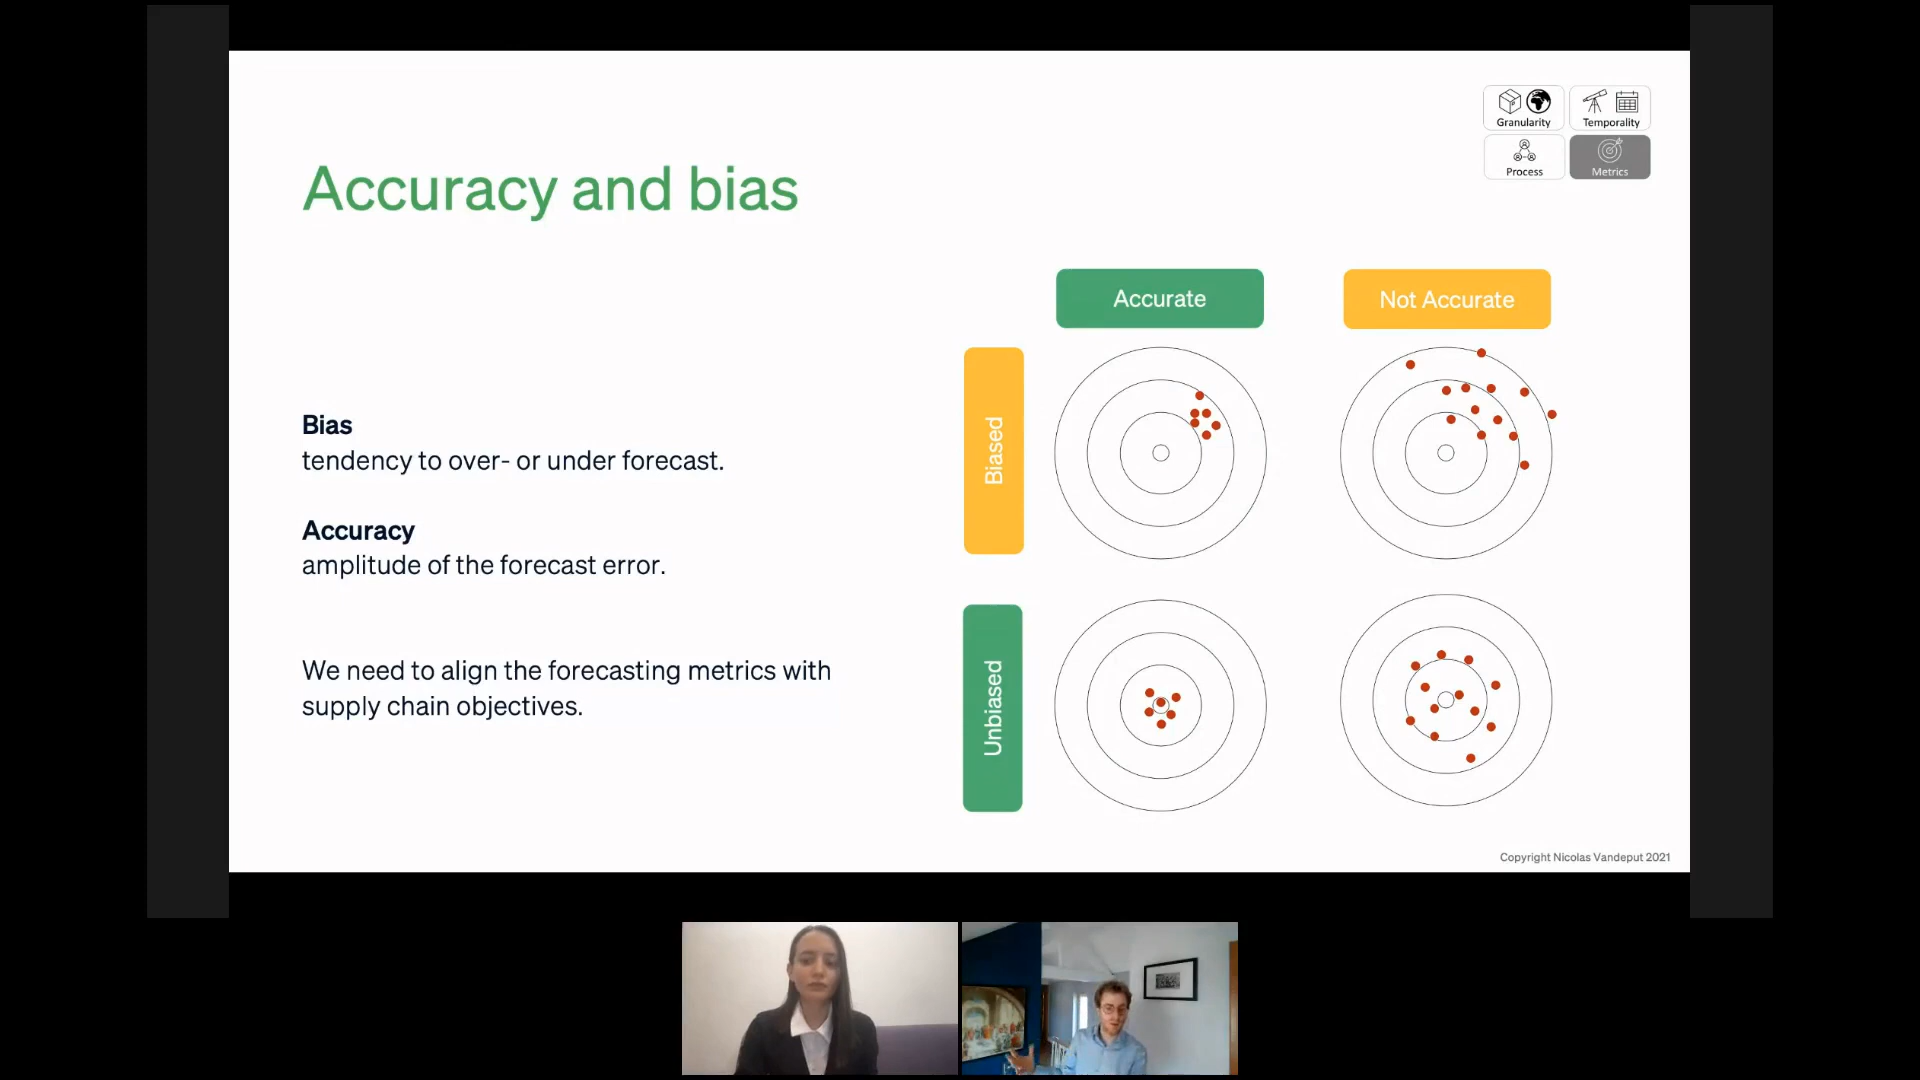 Granularity
Temporality
Process
Metrics
Accuracy and bias
Accurate
Not Accurate
Biased
Bias
tendency to over- or under forecast.
Accuracy
amplitude of the forecast error.
Unbiased
We need to align the forecasting metrics with
supply chain objectives.
Copyright Nicolas Vandeput 2021